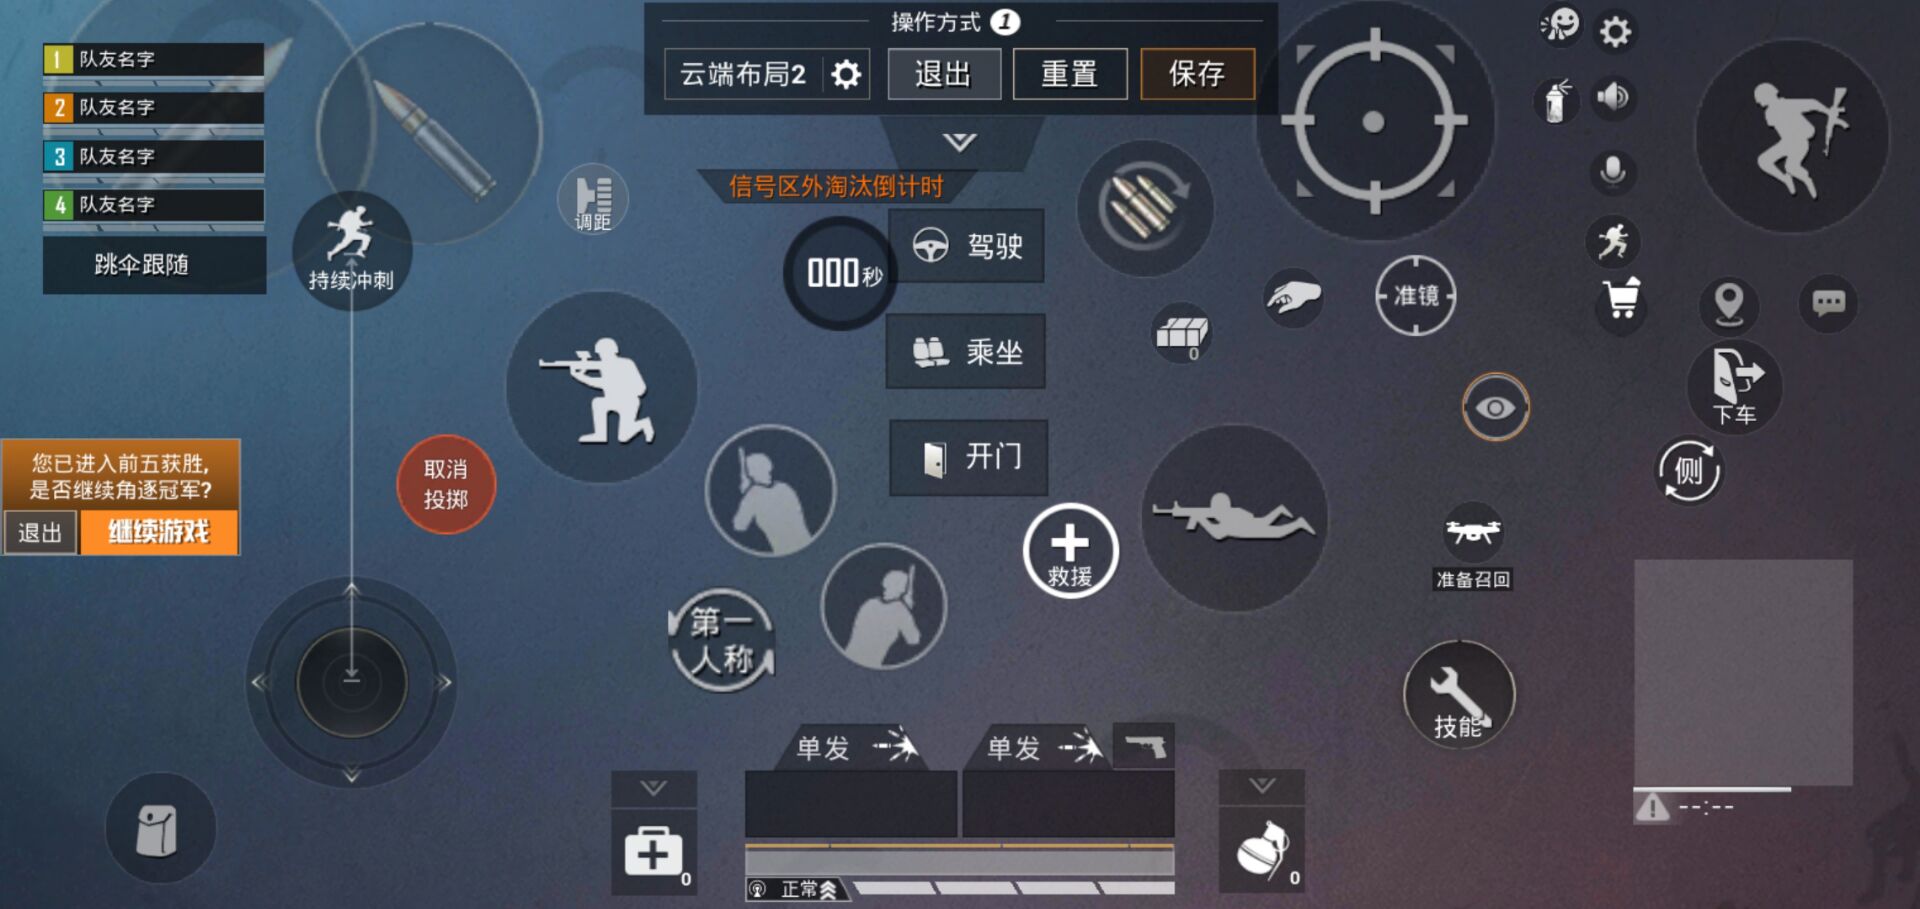 1 队友名字
2 队友名字
3 队友名字
4 队友名字
跳伞跟随
您已进入前五获胜,
是否继续角逐冠军?
退出
继续游戏
持续冲刺
取消
投掷
调距
操作方式 1
云端布局2
退出
重置
保存
信号区外淘汰倒计时
000秒
驾驶
乘坐
开门
第一
人称
救援
0
准镜
技能
准备召回
侧
下车
0
单发
单发
正常
0
--:--